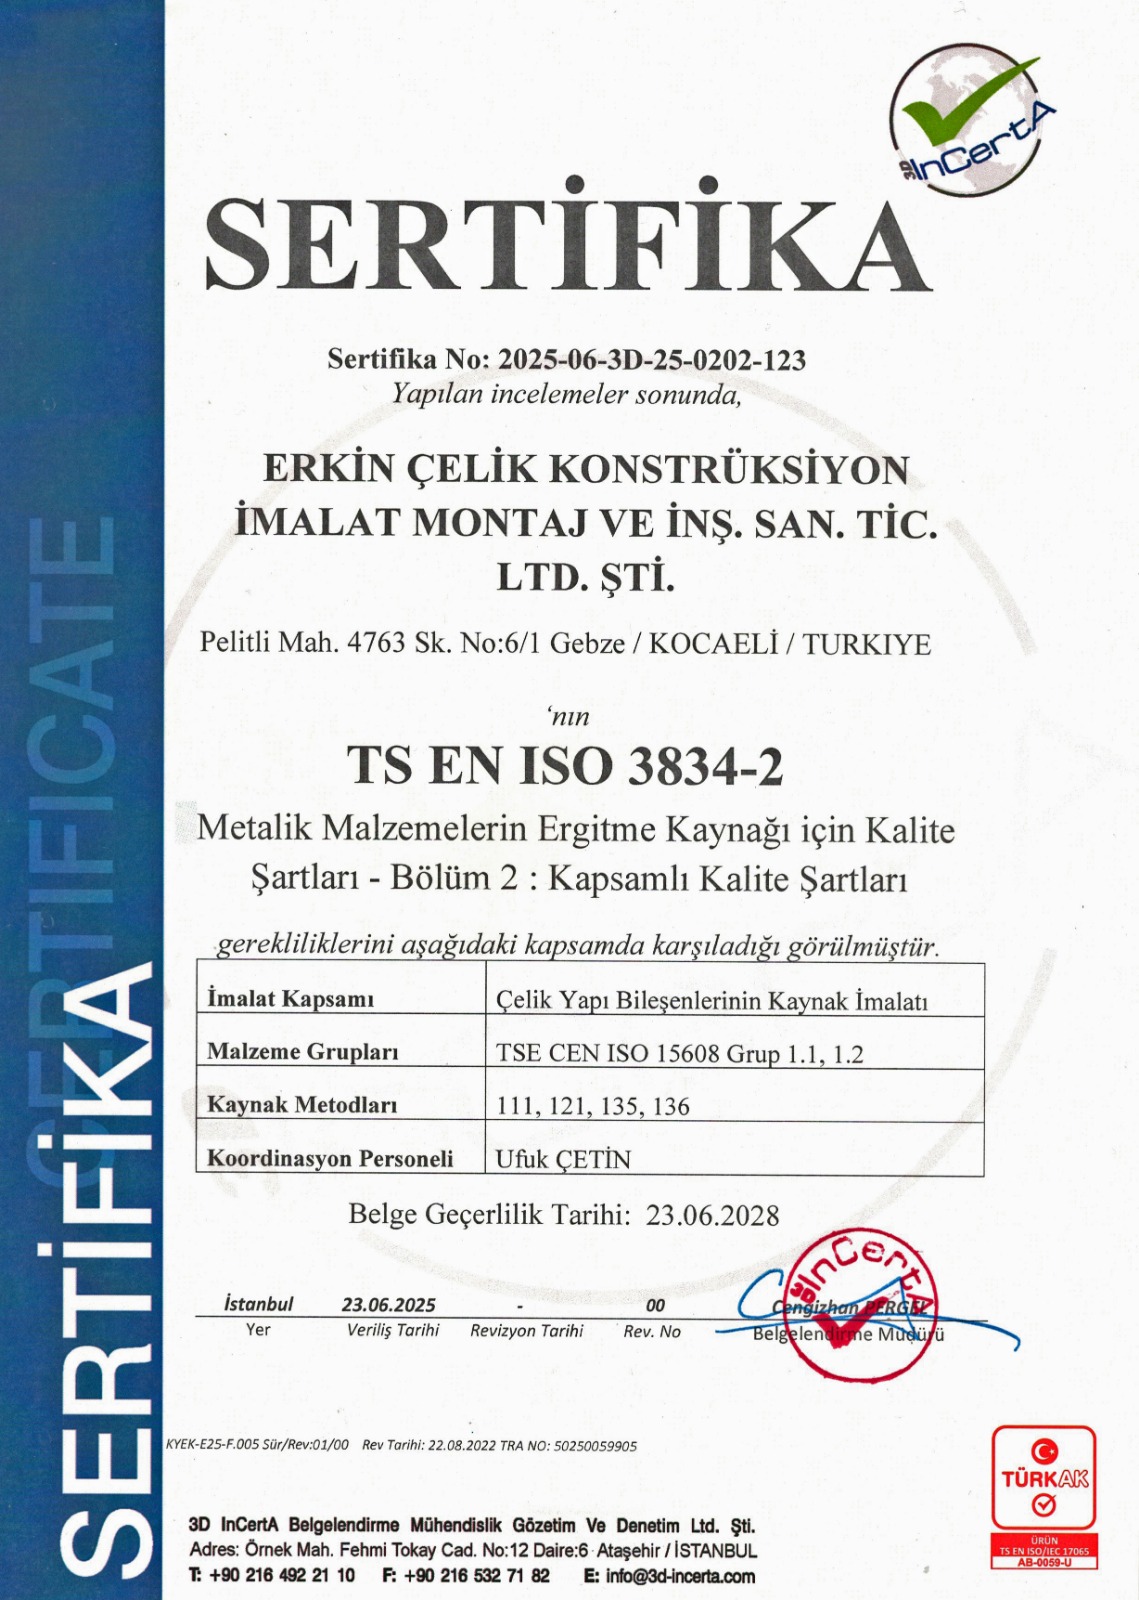 3D InCertA
SERTİFİKA
Sertifika No: 2025-06-3D-25-0202-123
Yapılan incelemeler sonunda,
ERKİN ÇELİK KONSTRÜKSİYON
İMALAT MONTAJ VE İNŞ. SAN. TİC.
LTD. ŞTİ.
Pelitli Mah. 4763 Sk. No:6/1 Gebze / KOCAELİ / TURKIYE
‘nın
TS EN ISO 3834-2
Metalik Malzemelerin Ergitme Kaynağı için Kalite
Şartları - Bölüm 2 : Kapsamlı Kalite Şartları
gerekliliklerini aşağıdaki kapsamda karşıladığı görülmüştür.
İmalat Kapsamı Çelik Yapı Bileşenlerinin Kaynak İmalatı
Malzeme Grupları TSE CEN ISO 15608 Grup 1.1, 1.2
Kaynak Metodları 111, 121, 135, 136
Koordinasyon Personeli Ufuk ÇETİN
Belge Geçerlilik Tarihi: 23.06.2028
İstanbul 23.06.2025 - 00 Cengizhan PERGEL
Yer Veriliş Tarihi Revizyon Tarihi Rev. No Belgelendirme Müdürü
3D InCertA
KYEK-E25-F.005 Sür/Rev:01/00 Rev Tarihi: 22.08.2022 TRA NO: 50250059905
3D InCertA Belgelendirme Mühendislik Gözetim Ve Denetim Ltd. Şti.
Adres: Örnek Mah. Fehmi Tokay Cad. No:12 Daire:6 Ataşehir / İSTANBUL
T: +90 216 492 21 10 F: +90 216 532 71 82 E: info@3d-incerta.com
TÜRKAK
ÜRÜN
TS EN ISO/IEC 17065
AB-0059-U
CERTIFICATE
SERTİFİKA